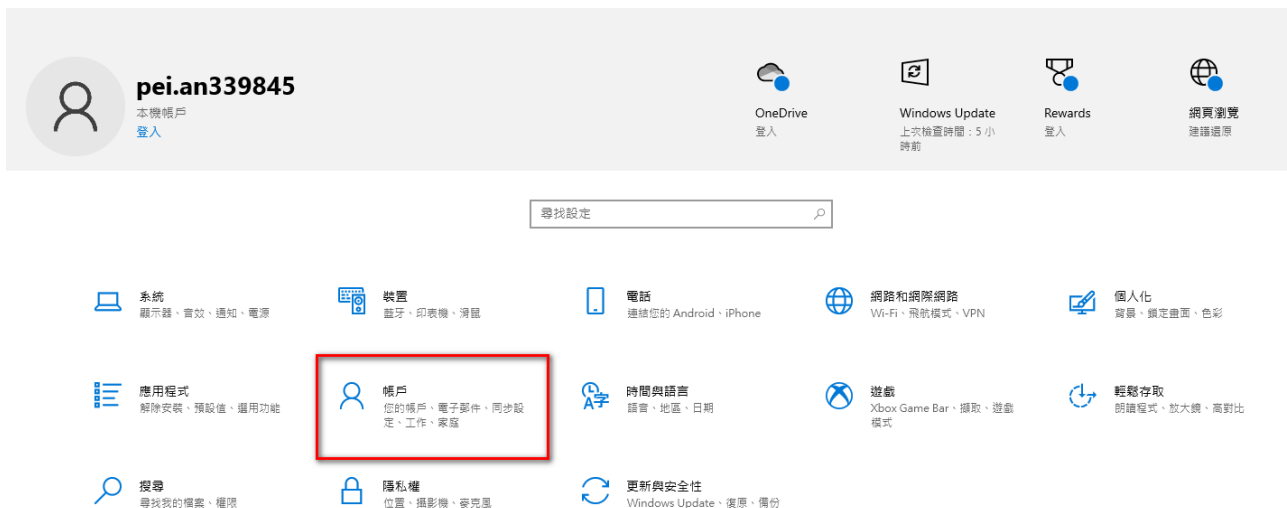 pei.an339845
本機帳戶
登入
OneDrive
登入
Windows Update
上次檢查時間：5 小
時前
Rewards
登入
網頁瀏覽
建議還原
尋找設定
系統
顯示器、音效、通知、電源
裝置
藍牙、印表機、滑鼠
電話
連結您的 Android、iPhone
網路和網際網路
Wi-Fi、飛航模式、VPN
個人化
背景、鎖定畫面、色彩
應用程式
解除安裝、預設值、選用功能
帳戶
您的帳戶、電子郵件、同步設
定、工作、家庭
時間與語言
語音、地區、日期
遊戲
Xbox Game Bar、擷取、遊戲
模式
輕鬆存取
朗讀程式、放大鏡、高對比
搜尋
尋找我的檔案、權限
隱私權
位置、攝影機、麥克風
更新與安全性
Windows Update、復原、備份